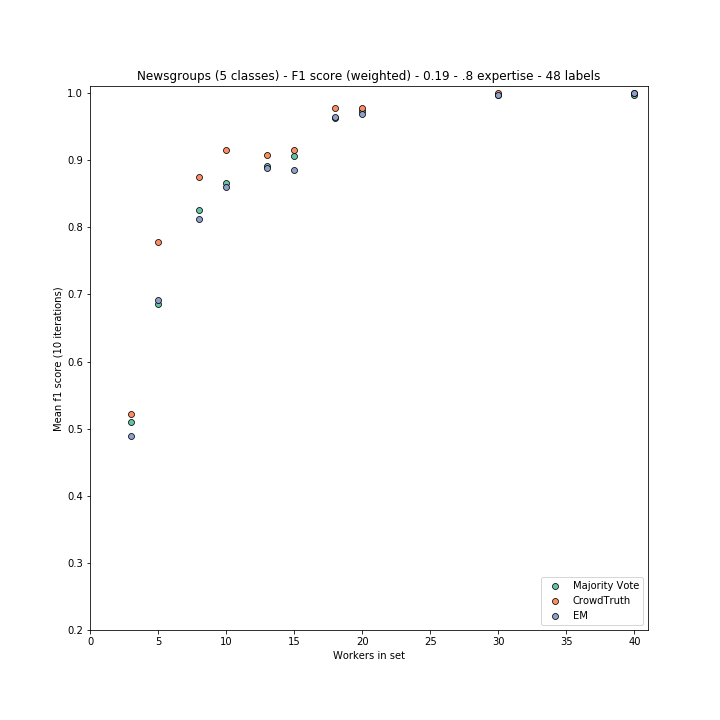 Newsgroups (5 classes) - F1 score (weighted) - 0.19 - .8 expertise - 48 labels
Mean f1 score (10 iterations)
1.0
0.9
0.8
0.7
0.6
0.5
0.4
0.3
0.2
Majority Vote
CrowdTruth
EM
0 5 10 15 20 25 30 35 40
Workers in set